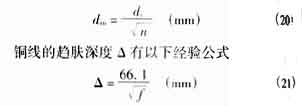 d_m = d_t / √n (mm) (20)
铜线的趋肤深度 Δ 有以下经验公式
Δ = 66.1 / √f (mm) (21)